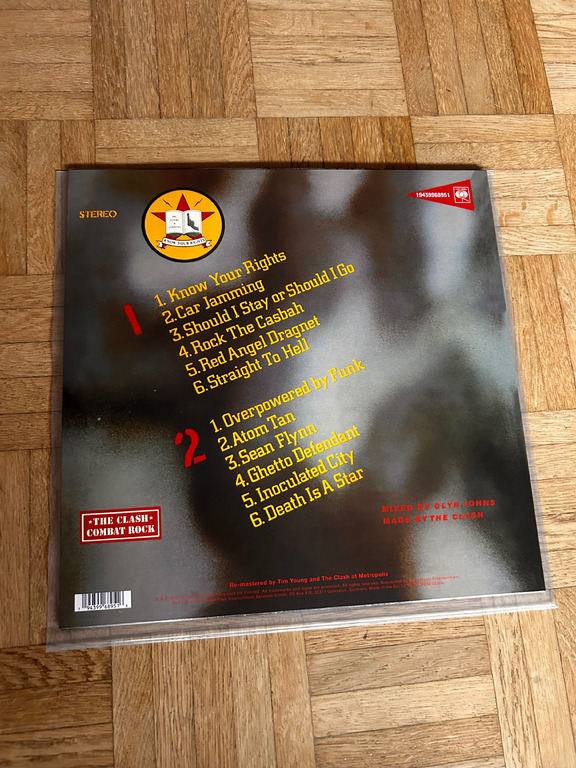 STEREO
KNOW YOUR RIGHTS
19439960951
1
1. Know Your Rights
2. Car Jamming
3. Should I Stay or Should I Go
4. Rock The Casbah
5. Red Angel Dragnet
6. Straight To Hell
2
1. Overpowered by Funk
2. Atom Tan
3. Sean Flynn
4. Ghetto Defendant
5. Inoculated City
6. Death Is A Star
MIXED BY GLYN JOHNS
MADE BY THE CLASH
THE CLASH
COMBAT ROCK
Re-mastered by Tim Young and The Clash at Metropolis